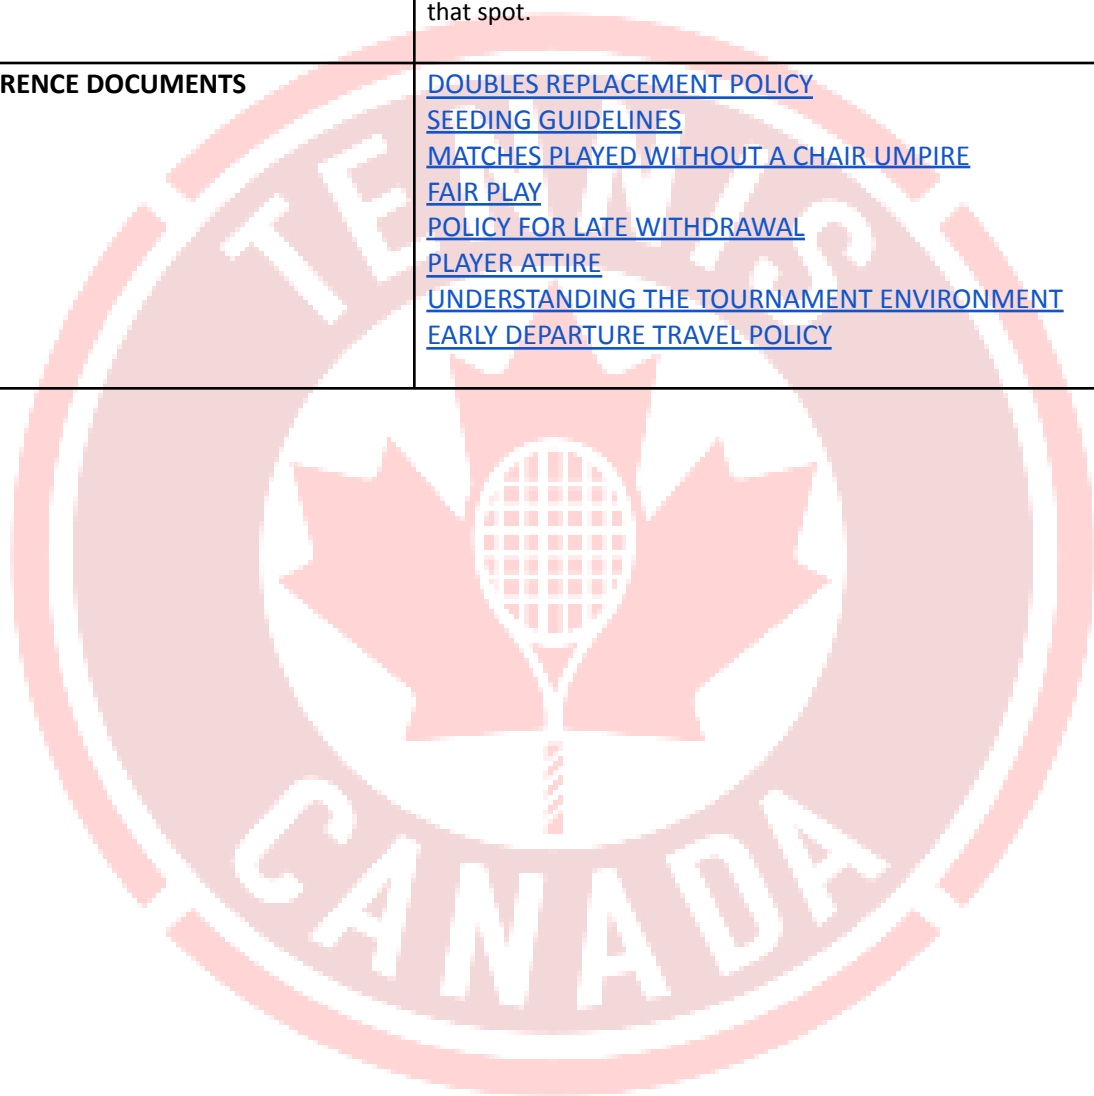 that spot.
RENCE DOCUMENTS
DOUBLES REPLACEMENT POLICY
SEEDING GUIDELINES
MATCHES PLAYED WITHOUT A CHAIR UMPIRE
FAIR PLAY
POLICY FOR LATE WITHDRAWAL
PLAYER ATTIRE
UNDERSTANDING THE TOURNAMENT ENVIRONMENT
EARLY DEPARTURE TRAVEL POLICY
TENNIS
CANADA